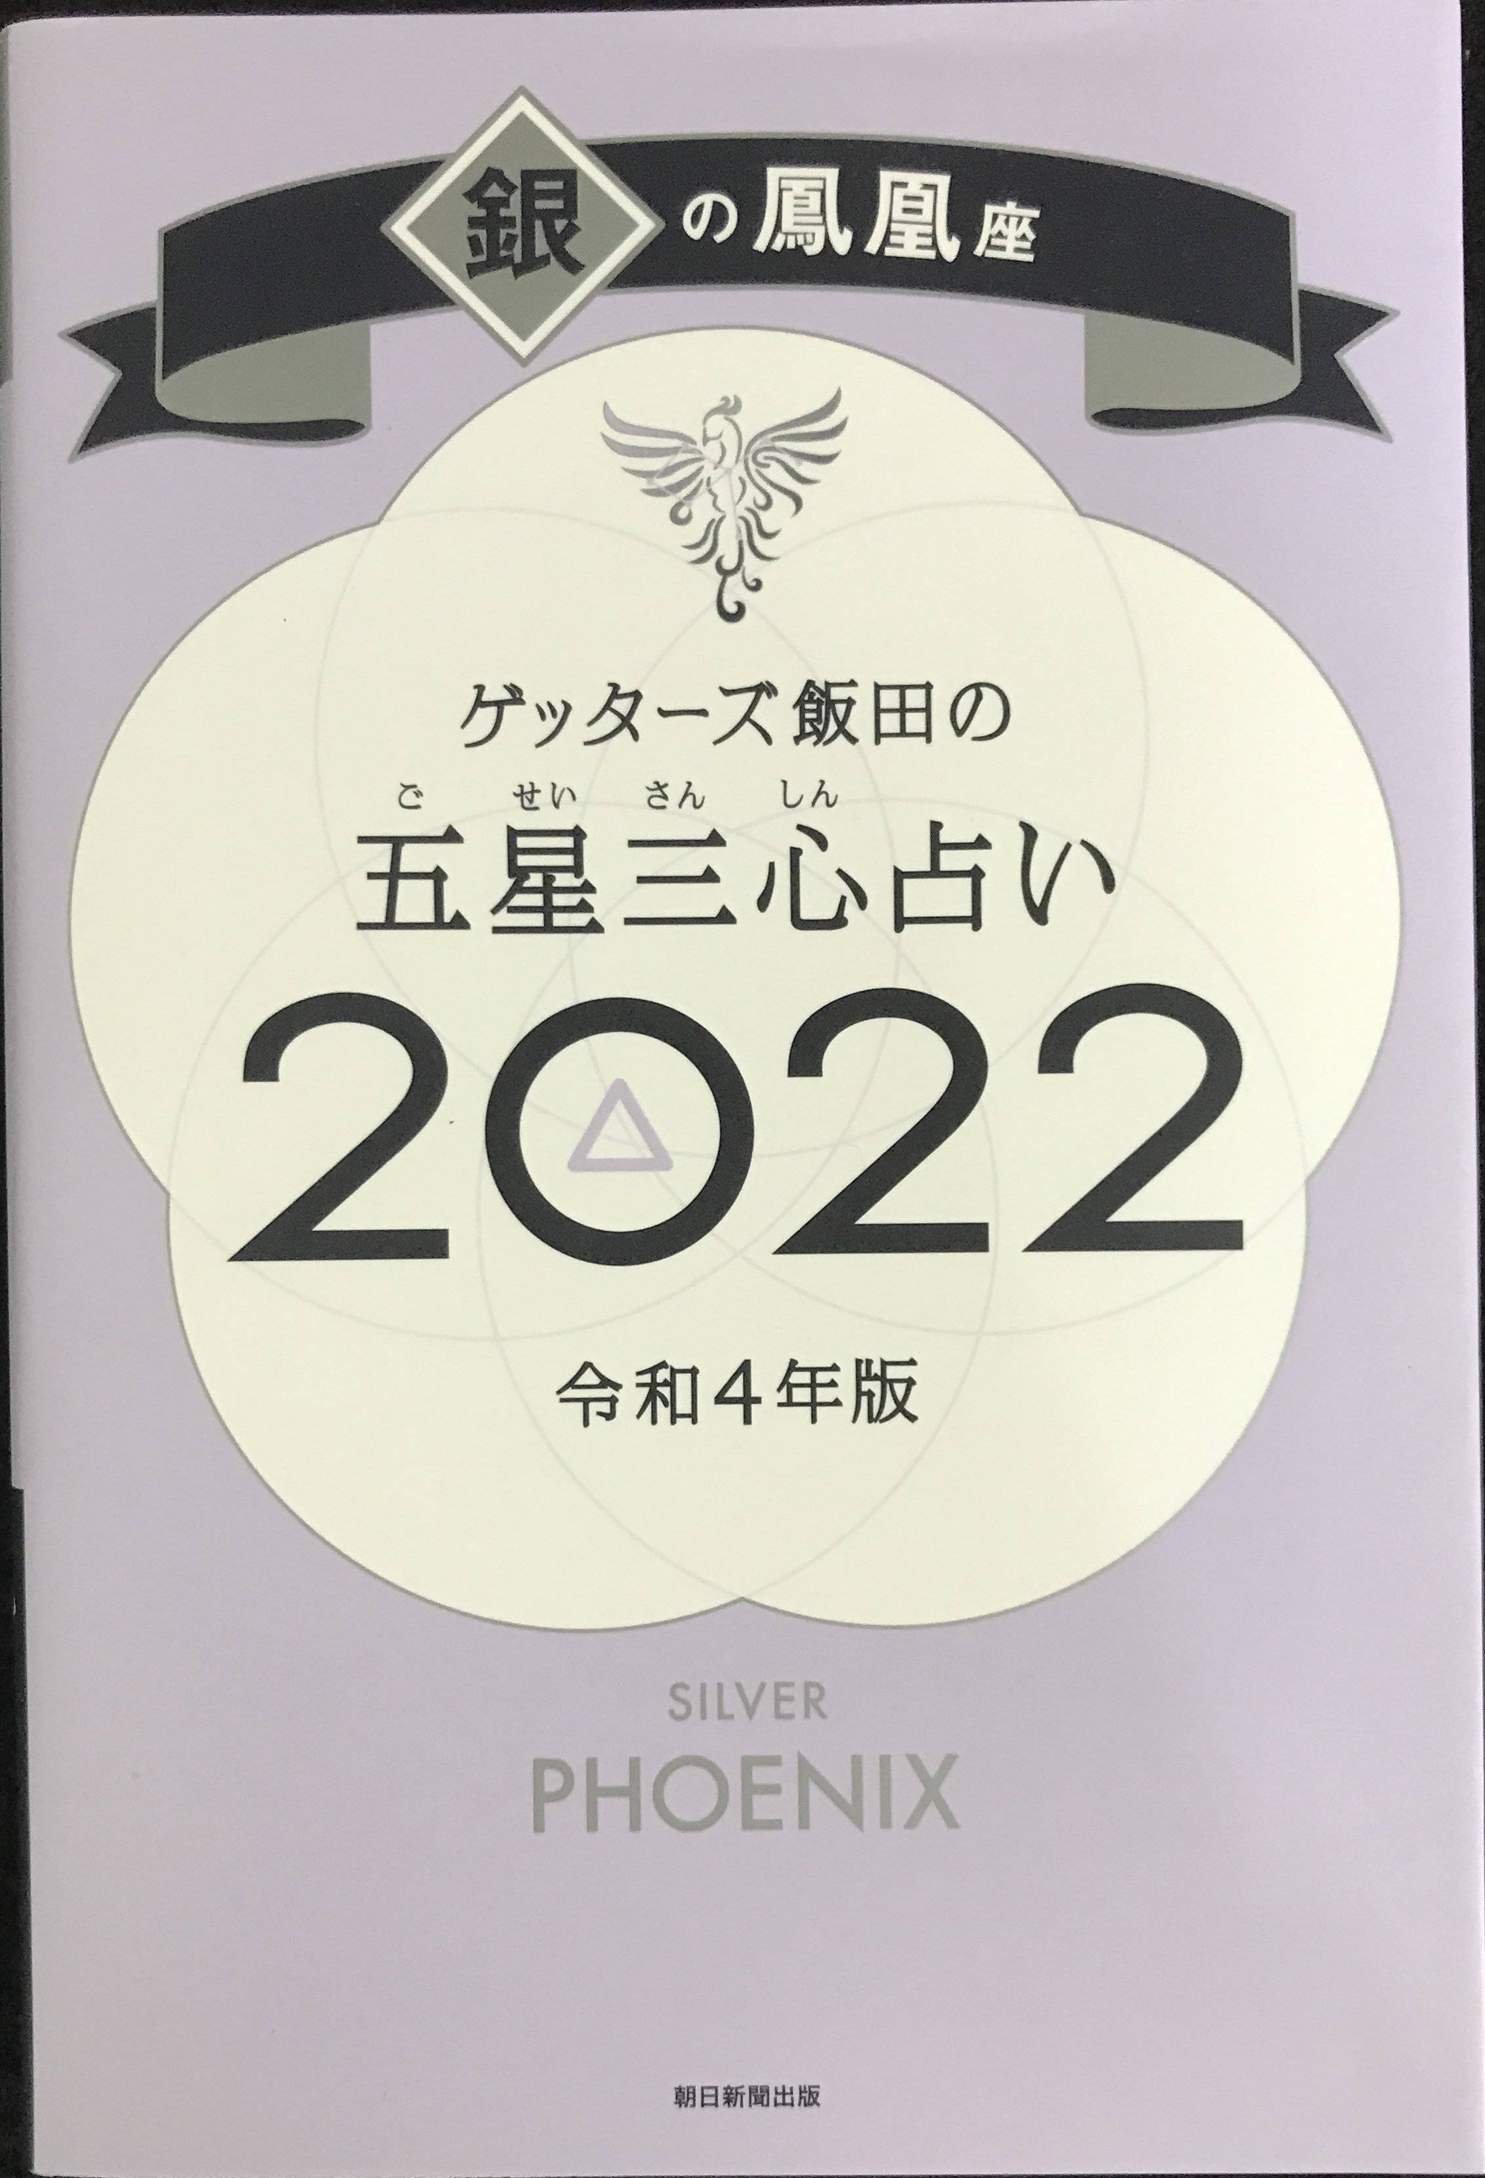 銀の鳳凰座
ゲッターズ飯田の
ご せい さん しん
五星三心占い
2022
令和4年版
SILVER
PHOENIX
朝日新聞出版